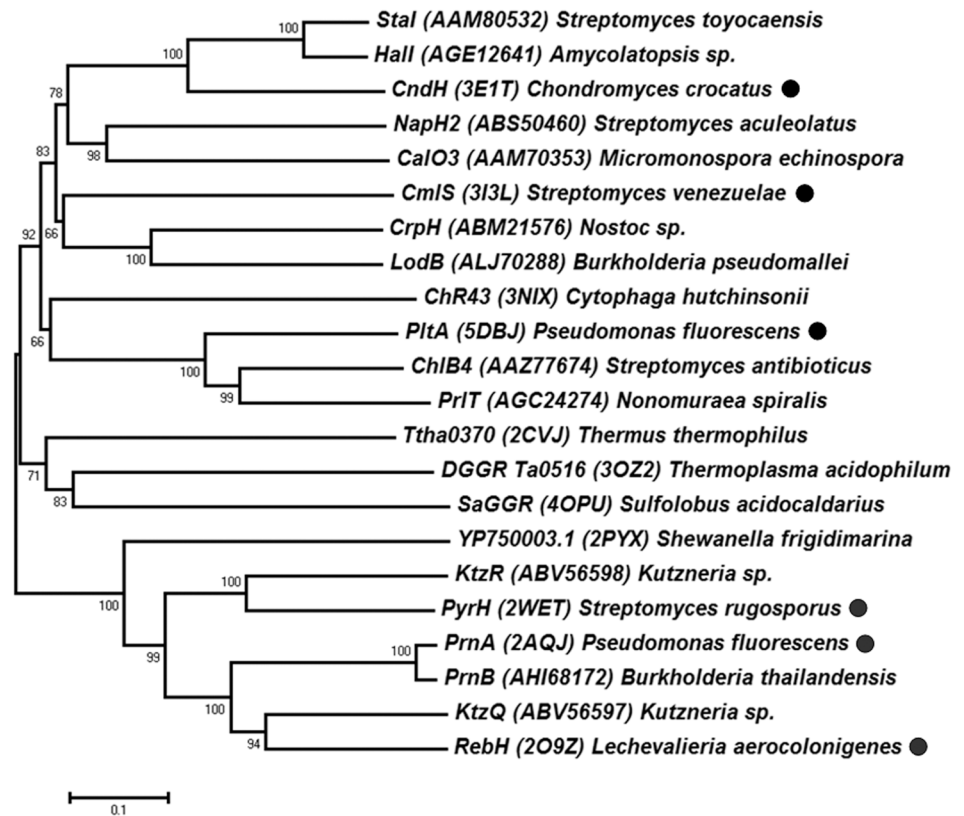 100
StaI (AAM80532) Streptomyces toyocaensis
100
HalI (AGE12641) Amycolatopsis sp.
78
CndH (3E1T) Chondromyces crocatus
NapH2 (ABS50460) Streptomyces aculeolatus
83
98
CalO3 (AAM70353) Micromonospora echinospora
CmlS (3I3L) Streptomyces venezuelae
92
66
CrpH (ABM21576) Nostoc sp.
100
LodB (ALJ70288) Burkholderia pseudomallei
ChR43 (3NIX) Cytophaga hutchinsonii
66
PltA (5DBJ) Pseudomonas fluorescens
100
ChlB4 (AAZ77674) Streptomyces antibioticus
99
PrlT (AGC24274) Nonomuraea spiralis
Ttha0370 (2CVJ) Thermus thermophilus
71
DGGR Ta0516 (3OZ2) Thermoplasma acidophilum
83
SaGGR (4OPU) Sulfolobus acidocaldarius
YP750003.1 (2PYX) Shewanella frigidimarina
100
100
KtzR (ABV56598) Kutzneria sp.
PyrH (2WET) Streptomyces rugosporus
99
100
PrnA (2AQJ) Pseudomonas fluorescens
PrnB (AHI68172) Burkholderia thailandensis
100
KtzQ (ABV56597) Kutzneria sp.
94
RebH (2O9Z) Lechevalieria aerocolonigenes
0.1